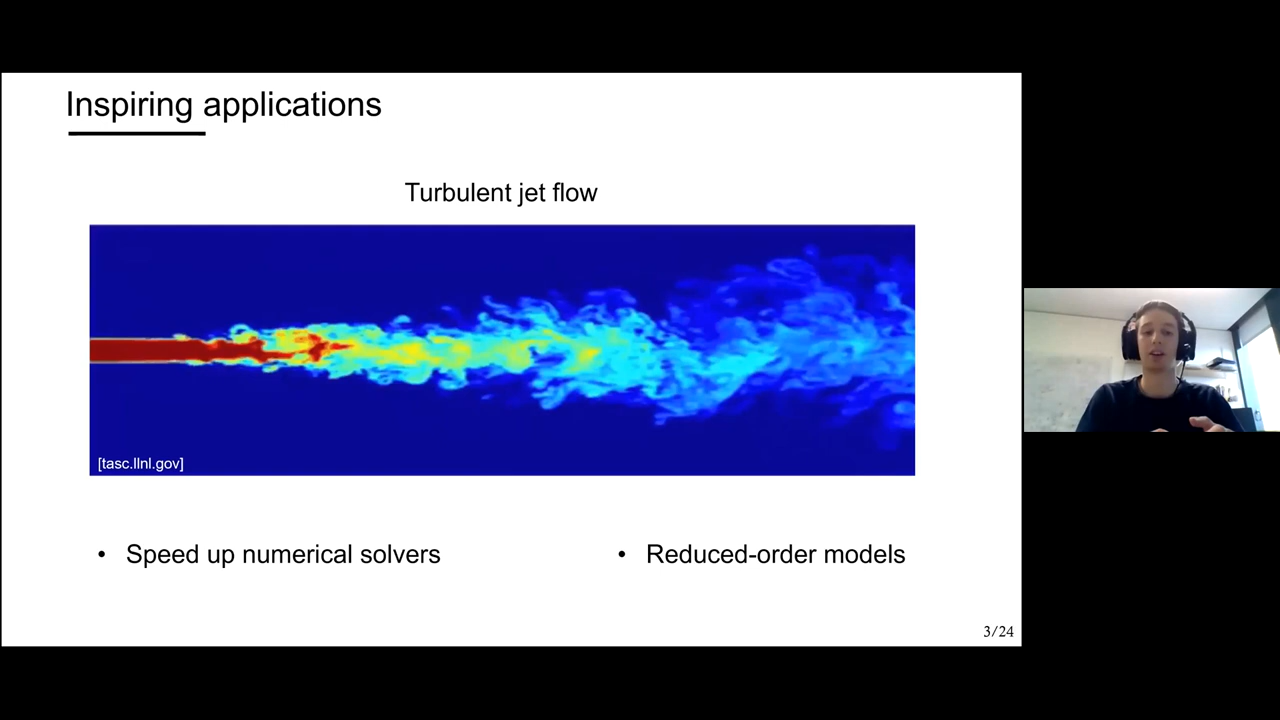 Inspiring applications
Turbulent jet flow
[tasc.llnl.gov]
• Speed up numerical solvers
• Reduced-order models
3/24